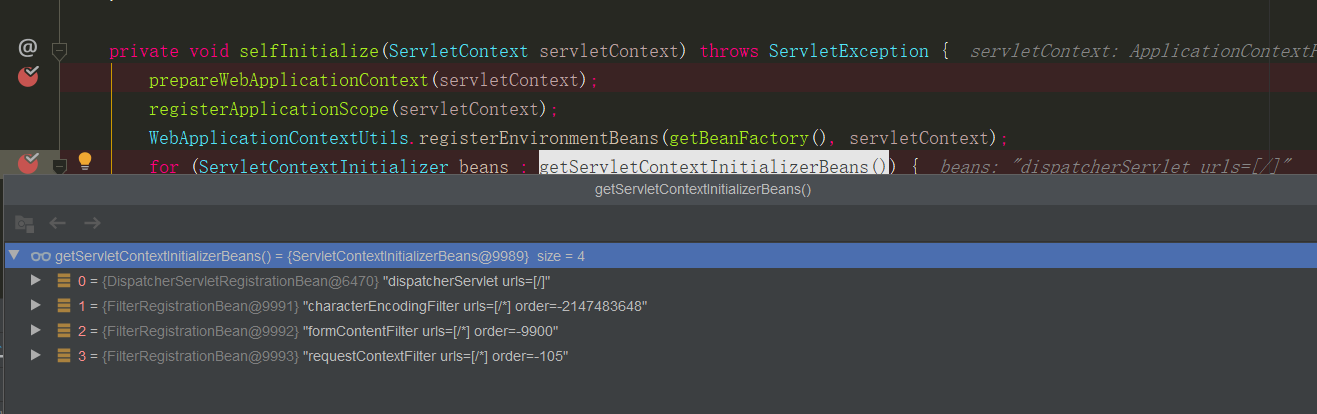 @
private void selfInitialize(ServletContext servletContext) throws ServletException {  servletContext: ApplicationContextF
prepareWebApplicationContext(servletContext);
registerApplicationScope(servletContext);
WebApplicationContextUtils.registerEnvironmentBeans(getBeanFactory(), servletContext);
for (ServletContextInitializer beans : getServletContextInitializerBeans()) {  beans: "dispatcherServlet urls=[/]"
getServletContextInitializerBeans()
getServletContextInitializerBeans() = {ServletContextInitializerBeans@9989}  size = 4
0 = {DispatcherServletRegistrationBean@6470} "dispatcherServlet urls=[/]"
1 = {FilterRegistrationBean@9991} "characterEncodingFilter urls=[/*] order=-2147483648"
2 = {FilterRegistrationBean@9992} "formContentFilter urls=[/*] order=-9900"
3 = {FilterRegistrationBean@9993} "requestContextFilter urls=[/*] order=-105"